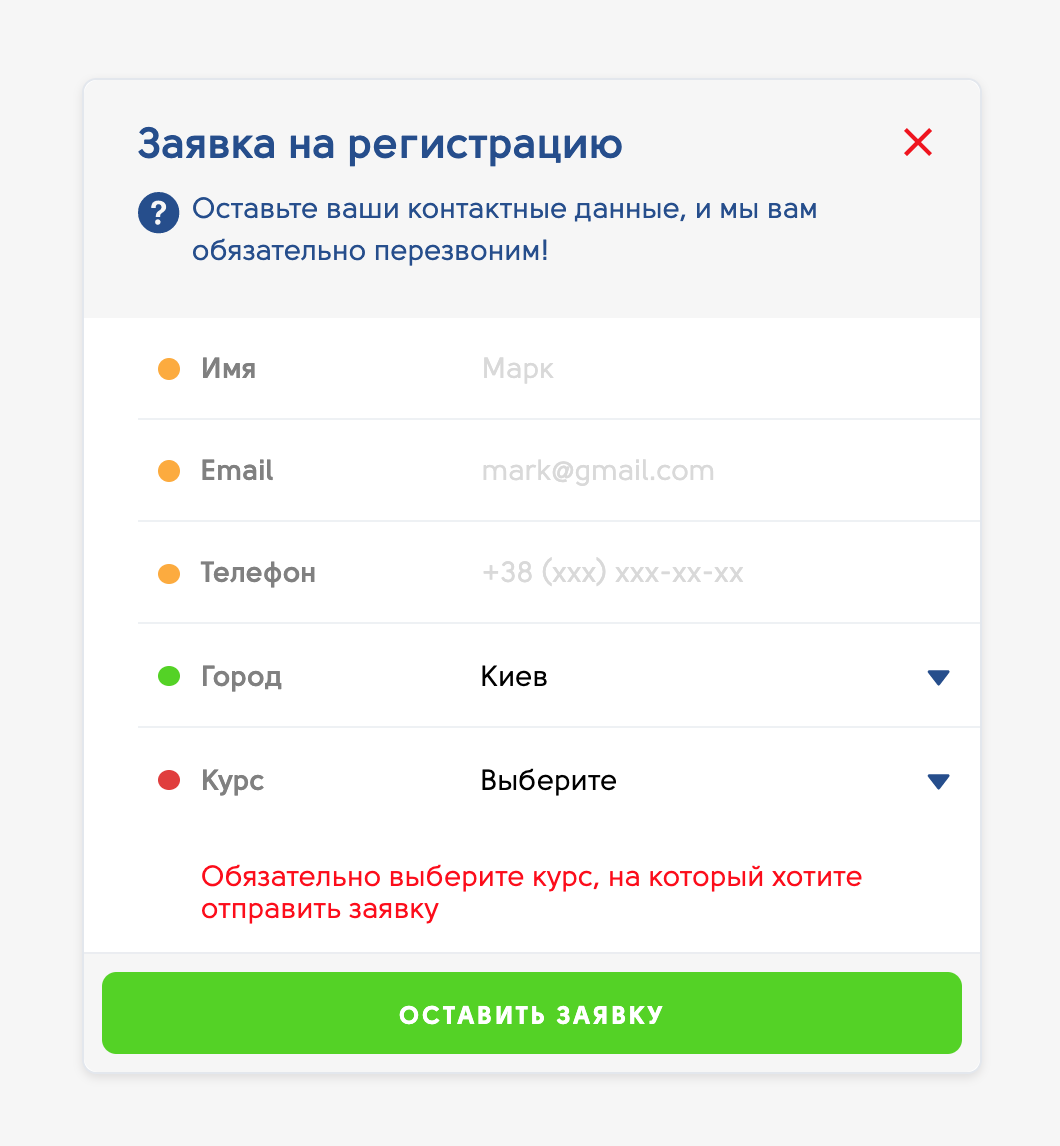 Заявка на регистрацию
? Оставьте ваши контактные данные, и мы вам
обязательно перезвоним!
Имя Марк
Email mark@gmail.com
Телефон +38 (xxx) xxx-xx-xx
Город Киев
Курс Выберите
Обязательно выберите курс, на который хотите
отправить заявку
ОСТАВИТЬ ЗАЯВКУ